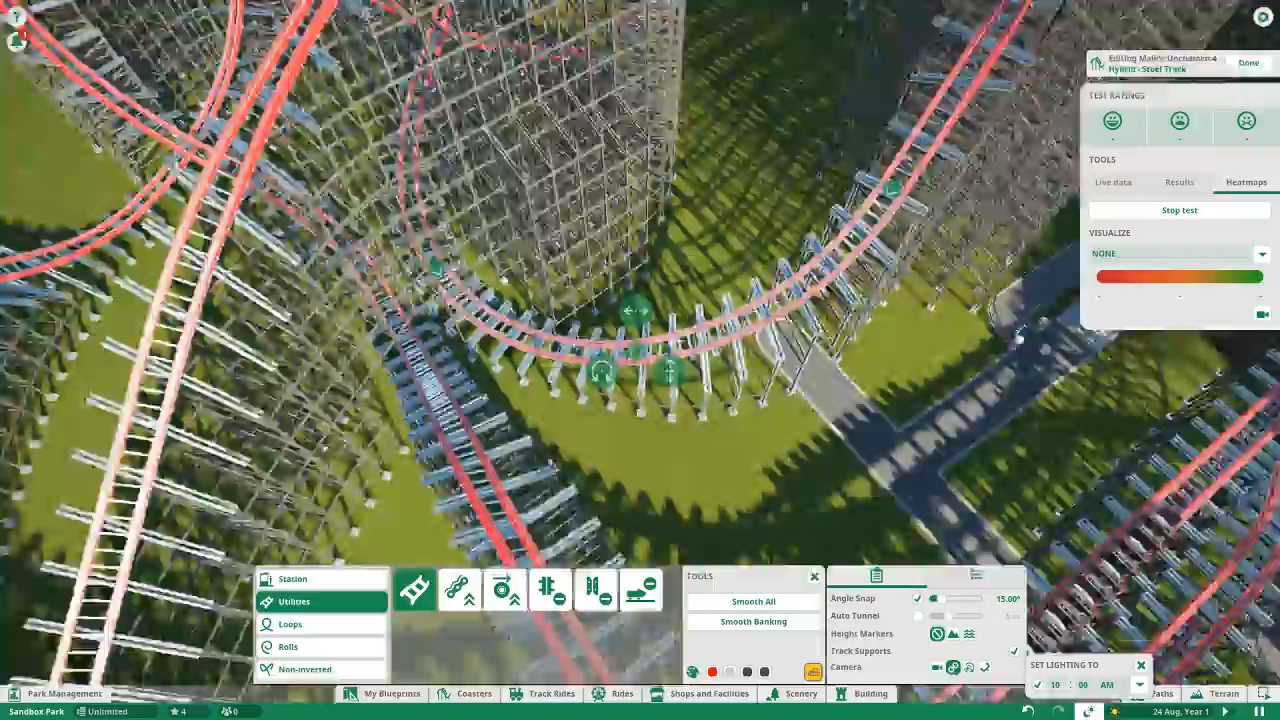 Hybrid - Steel Track
Done
TEST RATINGS
-
-
-
TOOLS
Live data
Results
Heatmaps
Stop test
VISUALIZE
NONE
-
-
-
Station
Utilities
Loops
Rolls
Non-inverted
TOOLS
Smooth All
Smooth Banking
Angle Snap
15.00°
Auto Tunnel
5 m
Height Markers
Track Supports
Camera
SET LIGHTING TO
10 : 00 AM
Park Management
My Blueprints
Coasters
Track Rides
Rides
Shops and Facilities
Scenery
Building
Paths
Terrain
Sandbox Park
Unlimited
4
0
24 Aug, Year 1